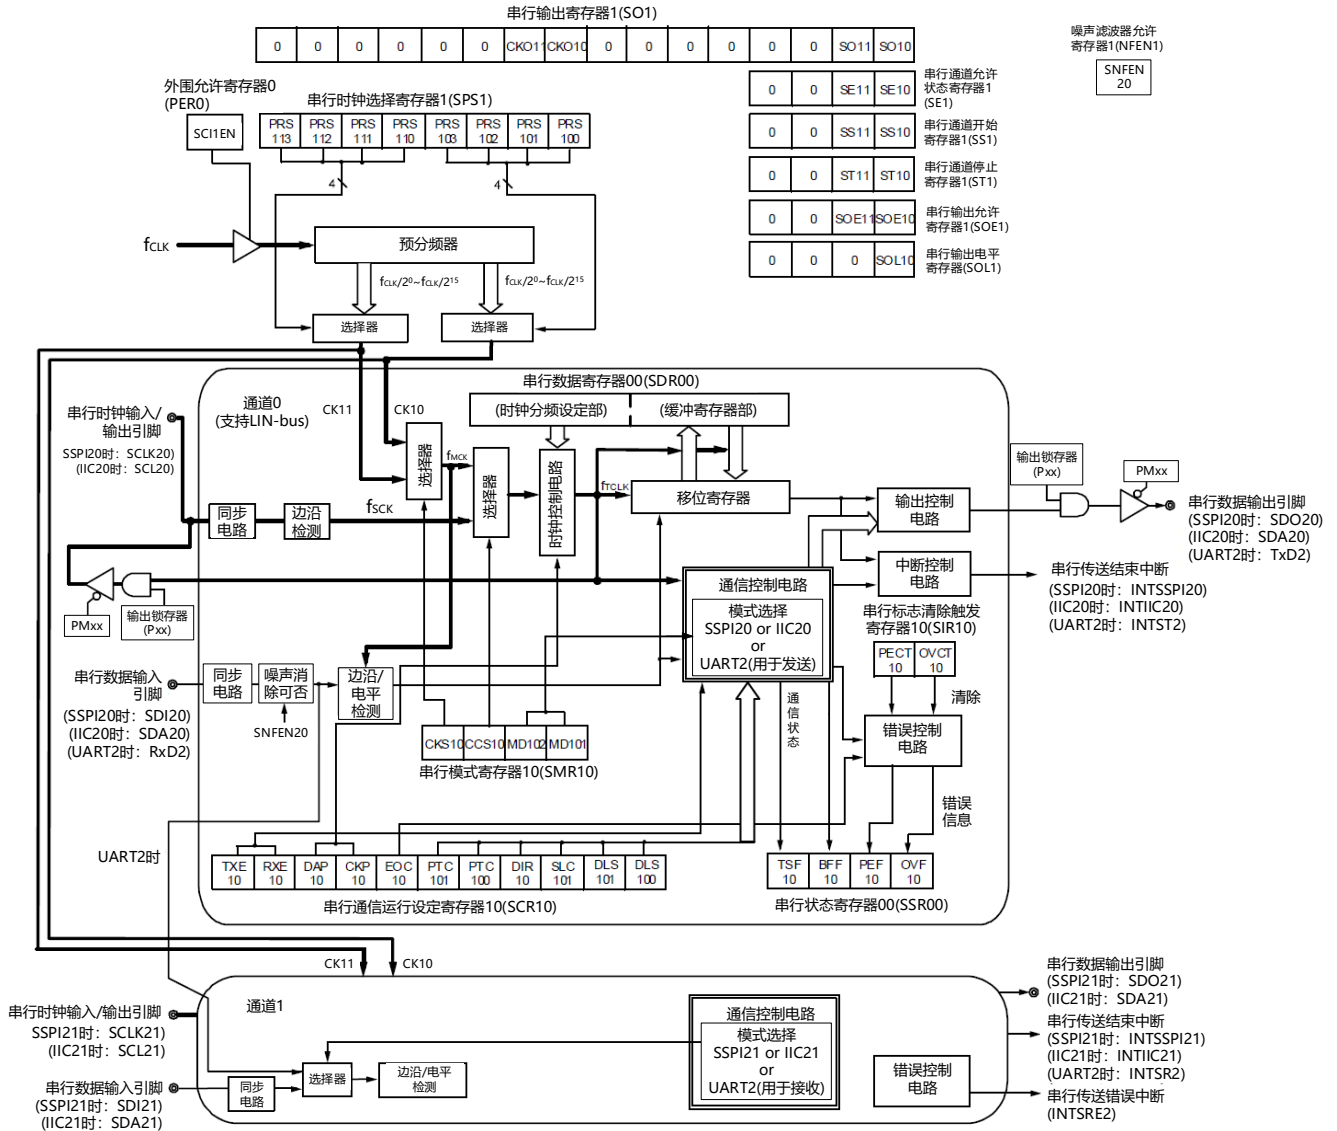 串行输出寄存器1(SO1)
0 0 0 0 0 0 CKO11 CKO10 0 0 0 0 0 0 SO11 SO10
噪声滤波器允许
寄存器1(NFEN1)
SNFEN
20
0 0 SE11 SE10
串行通道允许
状态寄存器1
(SE1)
0 0 SS11 SS10
串行通道开始
寄存器1(SS1)
0 0 ST11 ST10
串行通道停止
寄存器1(ST1)
0 0 SOE11 SOE10
串行输出允许
寄存器1(SOE1)
0 0 0 SOL10
串行输出电平
寄存器(SOL1)
外围允许寄存器0
(PER0)
SCI1EN
串行时钟选择寄存器1(SPS1)
PRS PRS PRS PRS PRS PRS PRS PRS
113 112 111 110 103 102 101 100
4 4
fCLK
预分频器
fCLK/2⁰~fCLK/2¹⁵ fCLK/2⁰~fCLK/2¹⁵
选择器 选择器
通道0
(支持LIN-bus)
CK11 CK10
串行数据寄存器00(SDR00)
(时钟分频设定部) (缓冲寄存器部)
串行时钟输入/
输出引脚
SSPI20时：SCLK20)
(IIC20时：SCL20)
选择器
fMCK
选择器
时钟控制电路
fTCLK
移位寄存器
同步
电路
边沿
检测
fSCK
输出控制
电路
输出锁存器
(Pxx)
PMxx
串行数据输出引脚
(SSPI20时：SDO20)
(IIC20时：SDA20)
(UART2时：TxD2)
中断控制
电路
串行传送结束中断
(SSPI20时：INTSSPI20)
(IIC20时：INTIIC20)
(UART2时：INTST2)
PMxx
输出锁存器
(Pxx)
通信控制电路
模式选择
SSPI20 or IIC20
or
UART2(用于发送)
串行标志清除触发
寄存器10(SIR10)
PECT OVCT
10 10
清除
串行数据输入
引脚
(SSPI20时：SDI20)
(IIC20时：SDA20)
(UART2时：RxD2)
同步
电路
噪声消
除可否
SNFEN20
边沿/
电平
检测
CKS10 CCS10 MD102 MD101
串行模式寄存器10(SMR10)
通信状态
错误控制
电路
错误
信息
UART2时
TXE RXE DAP CKP EOC PTC PTC DIR SLC DLS DLS
10 10 10 10 10 101 100 10 101 101 100
串行通信运行设定寄存器10(SCR10)
TSF BFF PEF OVF
10 10 10 10
串行状态寄存器00(SSR00)
CK11 CK10
通道1
串行时钟输入/输出引脚
SSPI21时：SCLK21)
(IIC21时：SCL21)
串行数据输入引脚
(SSPI21时：SDI21)
(IIC21时：SDA21)
同步
电路
选择器
边沿/电平
检测
通信控制电路
模式选择
SSPI21 or IIC21
or
UART2(用于接收)
错误控制
电路
串行数据输出引脚
(SSPI21时：SDO21)
(IIC21时：SDA21)
串行传送结束中断
(SSPI21时：INTSSPI21)
(IIC21时：INTIIC21)
(UART2时：INTSR2)
串行传送错误中断
(INTSRE2)